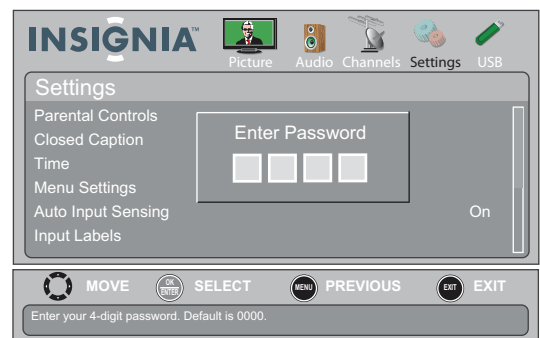 INSIGNIA™
Picture Audio Channels Settings USB
Settings
Parental Controls
Closed Caption
Time
Menu Settings
Auto Input Sensing On
Input Labels
Enter Password
MOVE OK ENTER SELECT MENU PREVIOUS EXIT EXIT
Enter your 4-digit password. Default is 0000.